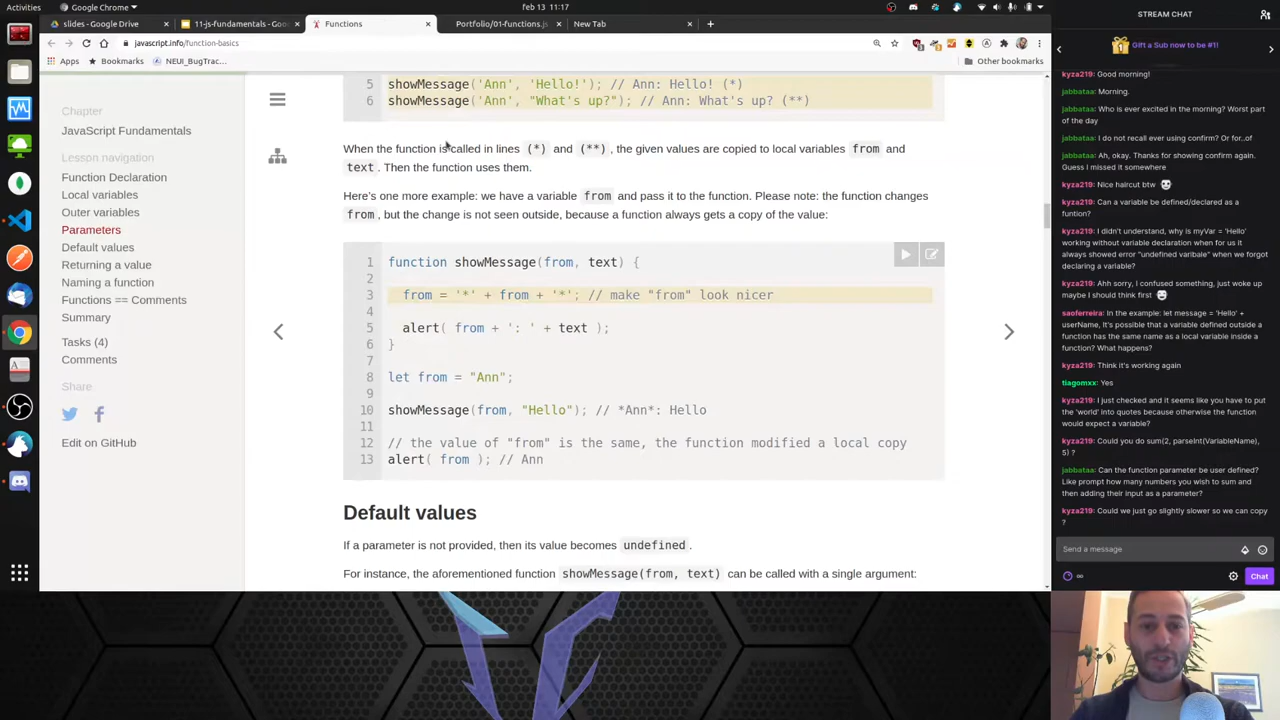 Google Chrome ▾
feb 11 11:17
slides - Google Drive
11-js-fundamentals - Goo
Functions
Portfolio/01-functions.js
New Tab
javascript.info/function-basics
Apps
Bookmarks
NEUI_BugTrac…
Other bookmarks
Chapter
JavaScript Fundamentals
Lesson navigation
Function Declaration
Local variables
Outer variables
Parameters
Default values
Returning a value
Naming a function
Functions == Comments
Summary
Tasks (4)
Comments
Share
Edit on GitHub
5 showMessage('Ann', 'Hello!'); // Ann: Hello! (*)
6 showMessage('Ann', "What's up?"); // Ann: What's up? (**)
When the function is called in lines (*) and (**), the given values are copied to local variables from and
text. Then the function uses them.
Here's one more example: we have a variable from and pass it to the function. Please note: the function changes
from, but the change is not seen outside, because a function always gets a copy of the value:
1 function showMessage(from, text) {
2
3 from = '*' + from + '*'; // make "from" look nicer
4
5 alert( from + ': ' + text );
6 }
7
8 let from = "Ann";
9
10 showMessage(from, "Hello"); // *Ann*: Hello
11
12 // the value of "from" is the same, the function modified a local copy
13 alert( from ); // Ann
Default values
If a parameter is not provided, then its value becomes undefined.
For instance, the aforementioned function showMessage(from, text) can be called with a single argument:
STREAM CHAT
Gift a Sub now to be #1!
kyza219: Good morning!
jabbataa: Morning.
jabbataa: Who is ever excited in the morning? Worst part
of the day
jabbataa: I do not recall ever using confirm? Or for..of
jabbataa: Ah, okay. Thanks for showing confirm again.
Guess I missed it somewhere
kyza219: Nice haircut btw
kyza219: Can a variable be defined/declared as a
funtion?
kyza219: I didn't understand, why is myVar = 'Hello'
working without variable declaration when for us it
always showed error "undefined varibale" when we forgot
declaring a variable?
kyza219: Ahh sorry, I confused something, just woke up
maybe I should think first
saoferreira: In the example: let message = 'Hello' +
userName, It's possible that a variable defined outside a
function has the same name as a local variable inside a
function? What happens?
kyza219: Think it's working again
tiagomxx: Yes
kyza219: I just checked and it seems like you have to put
the 'world' into quotes because otherwise the function
would expect a variable?
kyza219: Could you do sum(2, parseInt(VariableName),
5) ?
jabbataa: Can the function parameter be user defined?
Like prompt how many numbers you wish to sum and
then adding their input as a parameter?
kyza219: Could we just go slightly slower so we can copy
?
Send a message
∞
Chat